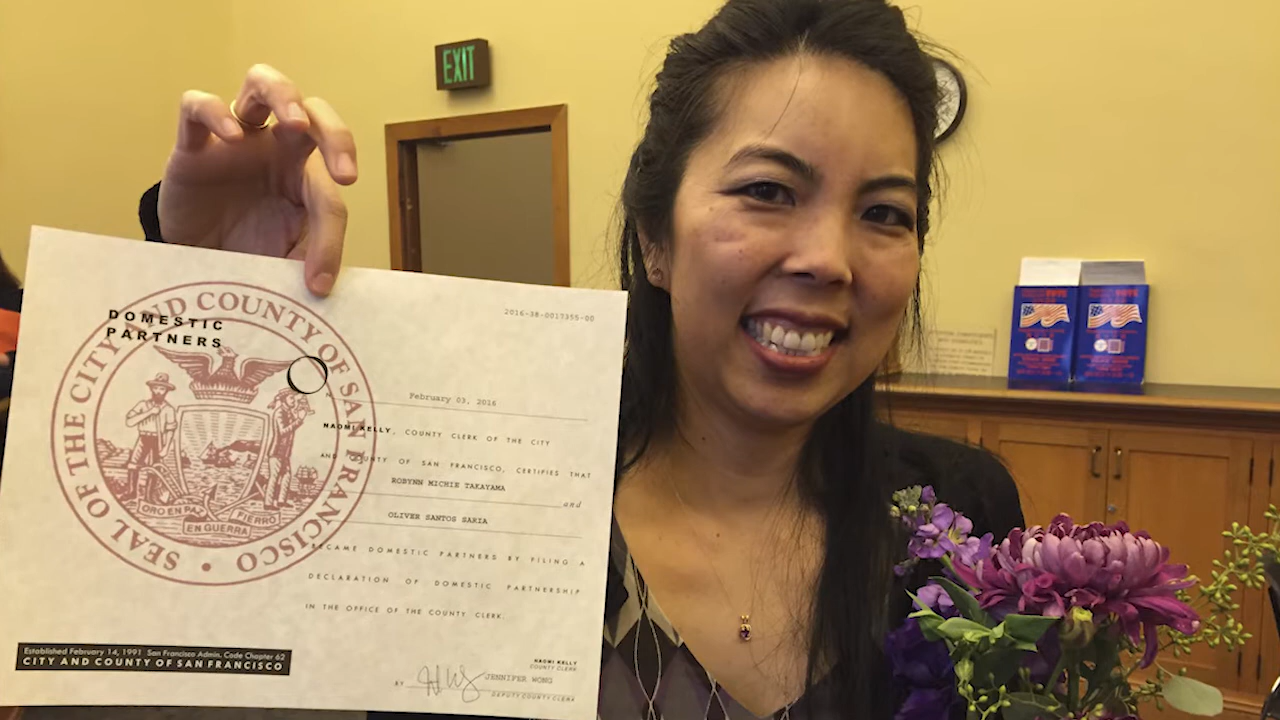 EXIT
DOMESTIC
PARTNERS
SEAL OF THE CITY AND COUNTY OF SAN FRANCISCO
ORO EN PAZ
FIERRO
EN GUERRA
2016-38-0017355-00
February 03, 2016
NAOMI KELLY, COUNTY CLERK OF THE CITY
AND COUNTY OF SAN FRANCISCO, CERTIFIES THAT
ROBYNN MICHIE TAKAYAMA
and
OLIVER SANTOS SARIA
BECAME DOMESTIC PARTNERS BY FILING A
DECLARATION OF DOMESTIC PARTNERSHIP
IN THE OFFICE OF THE COUNTY CLERK.
Established February 14, 1991 San Francisco Admin. Code Chapter 62
CITY AND COUNTY OF SAN FRANCISCO
NAOMI KELLY
COUNTY CLERK
BY JENNIFER WONG
DEPUTY COUNTY CLERK
VOTE
VOTE